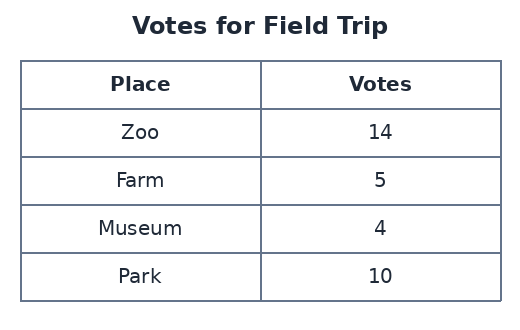 Votes for Field Trip
Place Votes
Zoo 14
Farm 5
Museum 4
Park 10